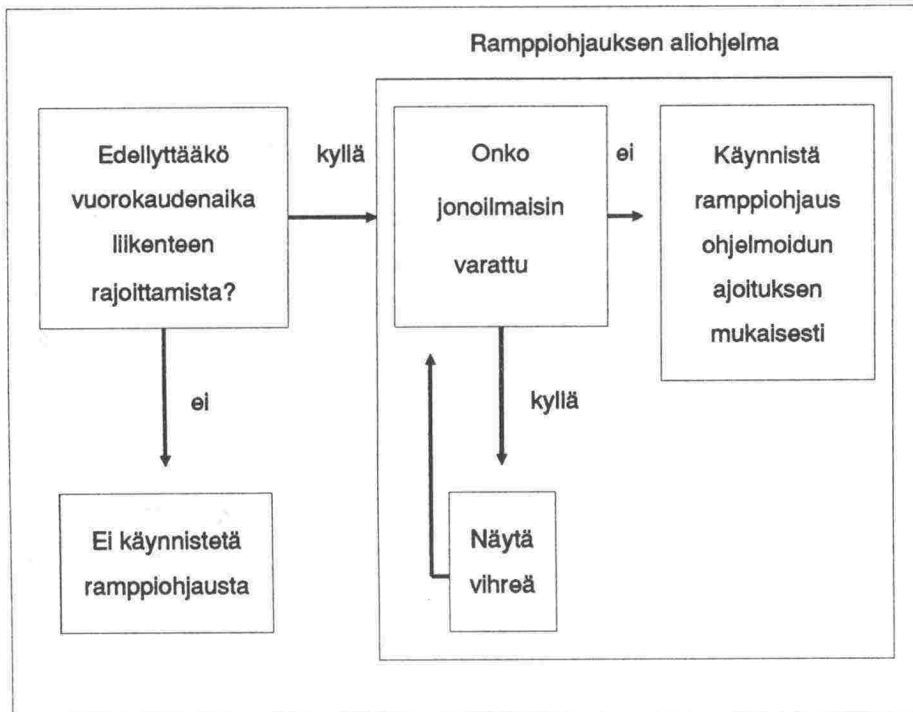 Ramppiohjauksen aliohjelma
Edellyttääkö
vuorokaudenaika
liikenteen
rajoittamista?
kyllä
Onko
jonoilmaisin
varattu
ei
Käynnistä
ramppiohjaus
ohjelmoidun
ajoituksen
mukaisesti
ei
kyllä
Ei käynnistetä
ramppiohjausta
Näytä
vihreä